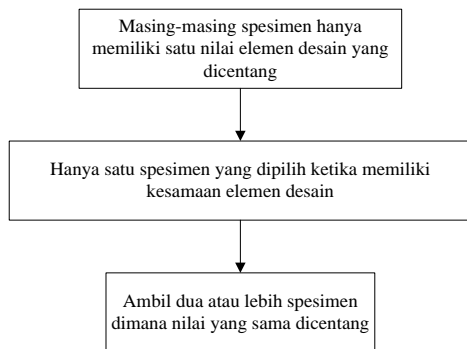 Masing-masing spesimen hanya
memiliki satu nilai elemen desain yang
dicentang
Hanya satu spesimen yang dipilih ketika memiliki
kesamaan elemen desain
Ambil dua atau lebih spesimen
dimana nilai yang sama dicentang